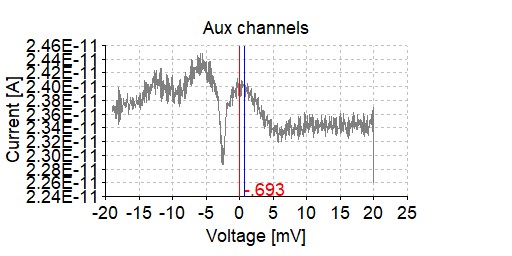 Aux channels
2.46E-11
2.44E-11
2.42E-11
2.40E-11
2.38E-11
2.36E-11
2.34E-11
2.32E-11
2.30E-11
2.28E-11
2.26E-11
2.24E-11
Current [A]
-.693
-20 -15 -10 -5 0 5 10 15 20 25
Voltage [mV]